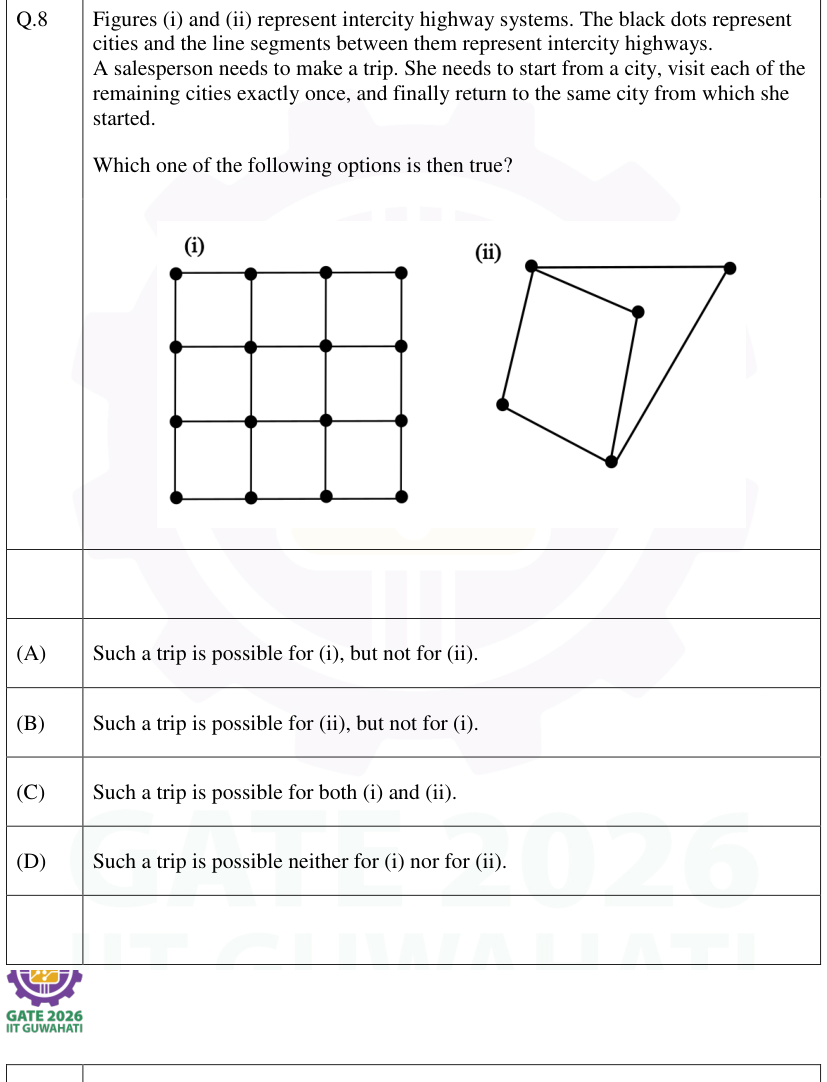 Q.8
Figures (i) and (ii) represent intercity highway systems. The black dots represent
cities and the line segments between them represent intercity highways.
A salesperson needs to make a trip. She needs to start from a city, visit each of the
remaining cities exactly once, and finally return to the same city from which she
started.
Which one of the following options is then true?
(i)
(ii)
(A)
Such a trip is possible for (i), but not for (ii).
(B)
Such a trip is possible for (ii), but not for (i).
(C)
Such a trip is possible for both (i) and (ii).
(D)
Such a trip is possible neither for (i) nor for (ii).
GATE 2026
IIT GUWAHATI
GATE 2026
IIT GUWAHATI